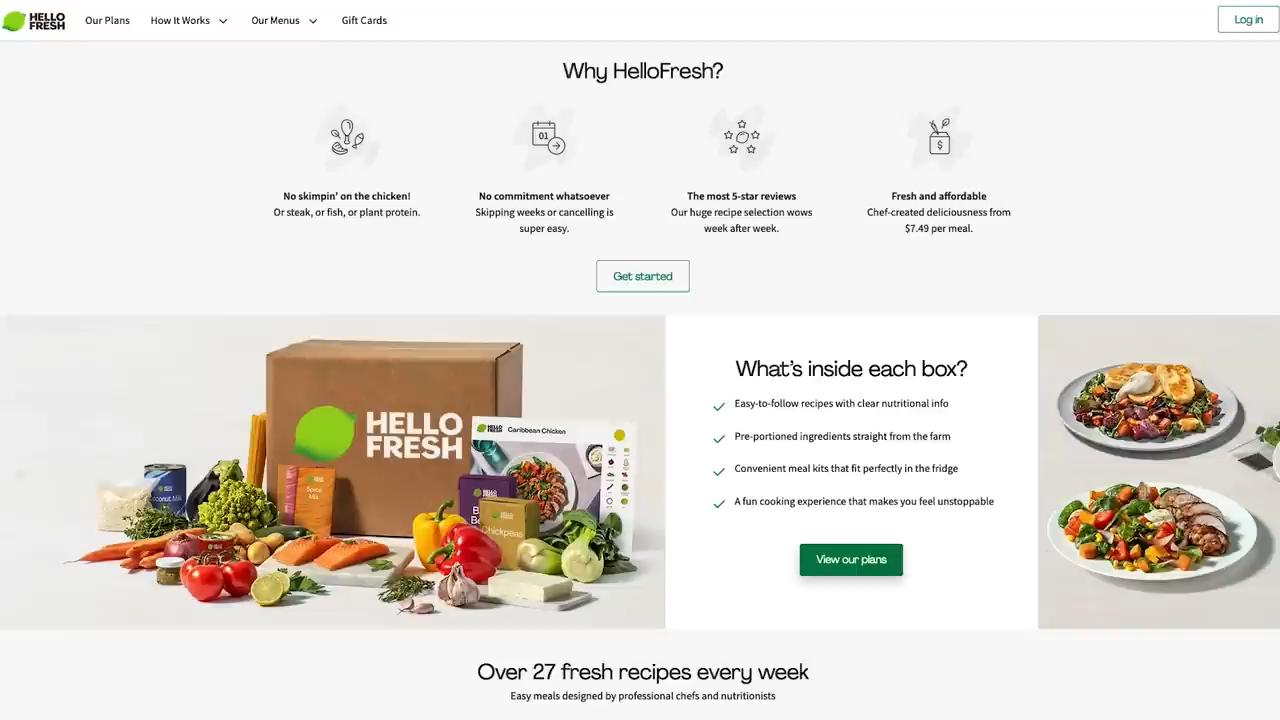 HELLO
FRESH
Our Plans
How It Works
Our Menus
Gift Cards
Log in
Why HelloFresh?
01
$
No skimpin' on the chicken!
Or steak, or fish, or plant protein.
No commitment whatsoever
Skipping weeks or cancelling is
super easy.
The most 5-star reviews
Our huge recipe selection wows
week after week.
Fresh and affordable
Chef-created deliciousness from
$7.49 per meal.
Get started
HELLO
FRESH
HELLO
FRESH
Caribbean Chicken
Spice
Mix
Chickpeas
What's inside each box?
Easy-to-follow recipes with clear nutritional info
Pre-portioned ingredients straight from the farm
Convenient meal kits that fit perfectly in the fridge
A fun cooking experience that makes you feel unstoppable
View our plans
Over 27 fresh recipes every week
Easy meals designed by professional chefs and nutritionists